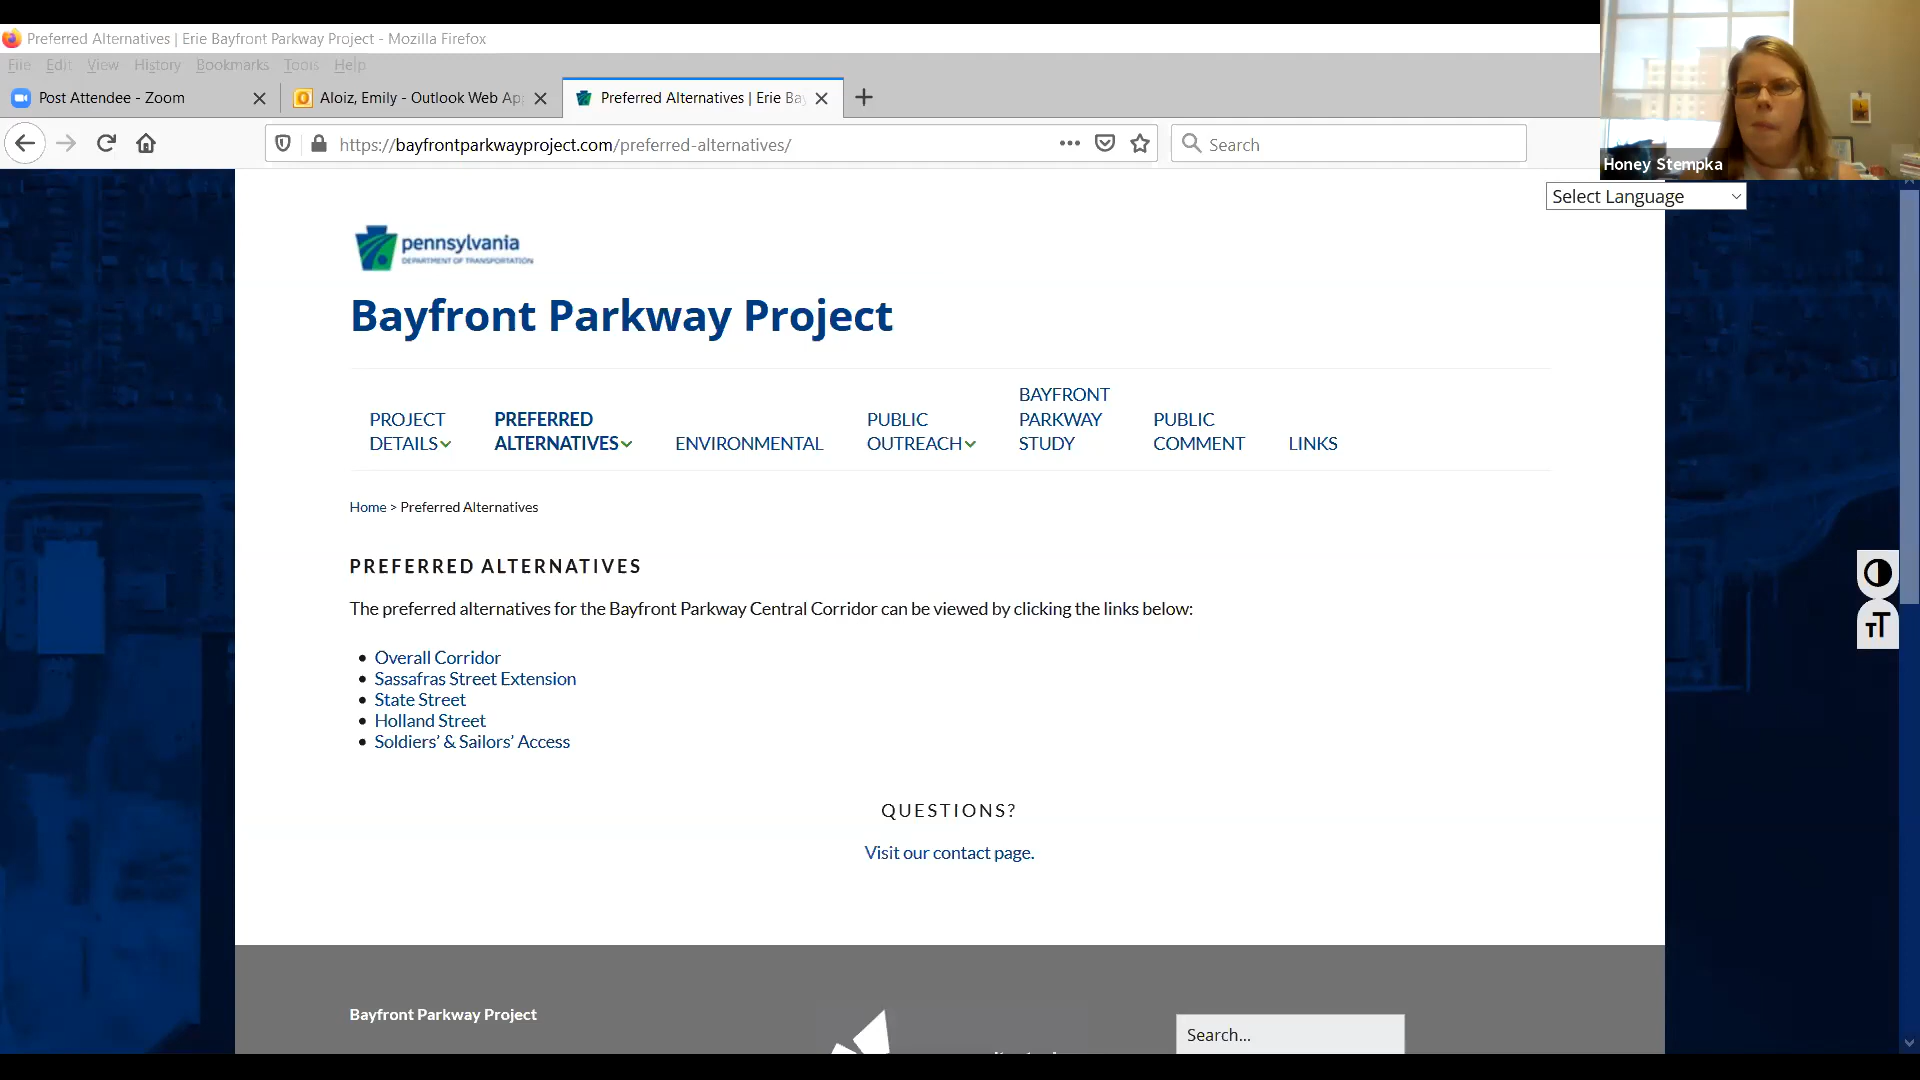 Preferred Alternatives | Erie Bayfront Parkway Project - Mozilla Firefox
File Edit View History Bookmarks Tools Help
Post Attendee - Zoom
Aloiz, Emily - Outlook Web Ap
Preferred Alternatives | Erie Ba
https://bayfrontparkwayproject.com/preferred-alternatives/
Search
Honey Stempka
Select Language
pennsylvania
DEPARTMENT OF TRANSPORTATION
Bayfront Parkway Project
PROJECT DETAILS
PREFERRED ALTERNATIVES
ENVIRONMENTAL
PUBLIC OUTREACH
BAYFRONT PARKWAY STUDY
PUBLIC COMMENT
LINKS
Home > Preferred Alternatives
PREFERRED ALTERNATIVES
The preferred alternatives for the Bayfront Parkway Central Corridor can be viewed by clicking the links below:
Overall Corridor
Sassafras Street Extension
State Street
Holland Street
Soldiers’ & Sailors’ Access
QUESTIONS?
Visit our contact page.
Bayfront Parkway Project
Search...
TT